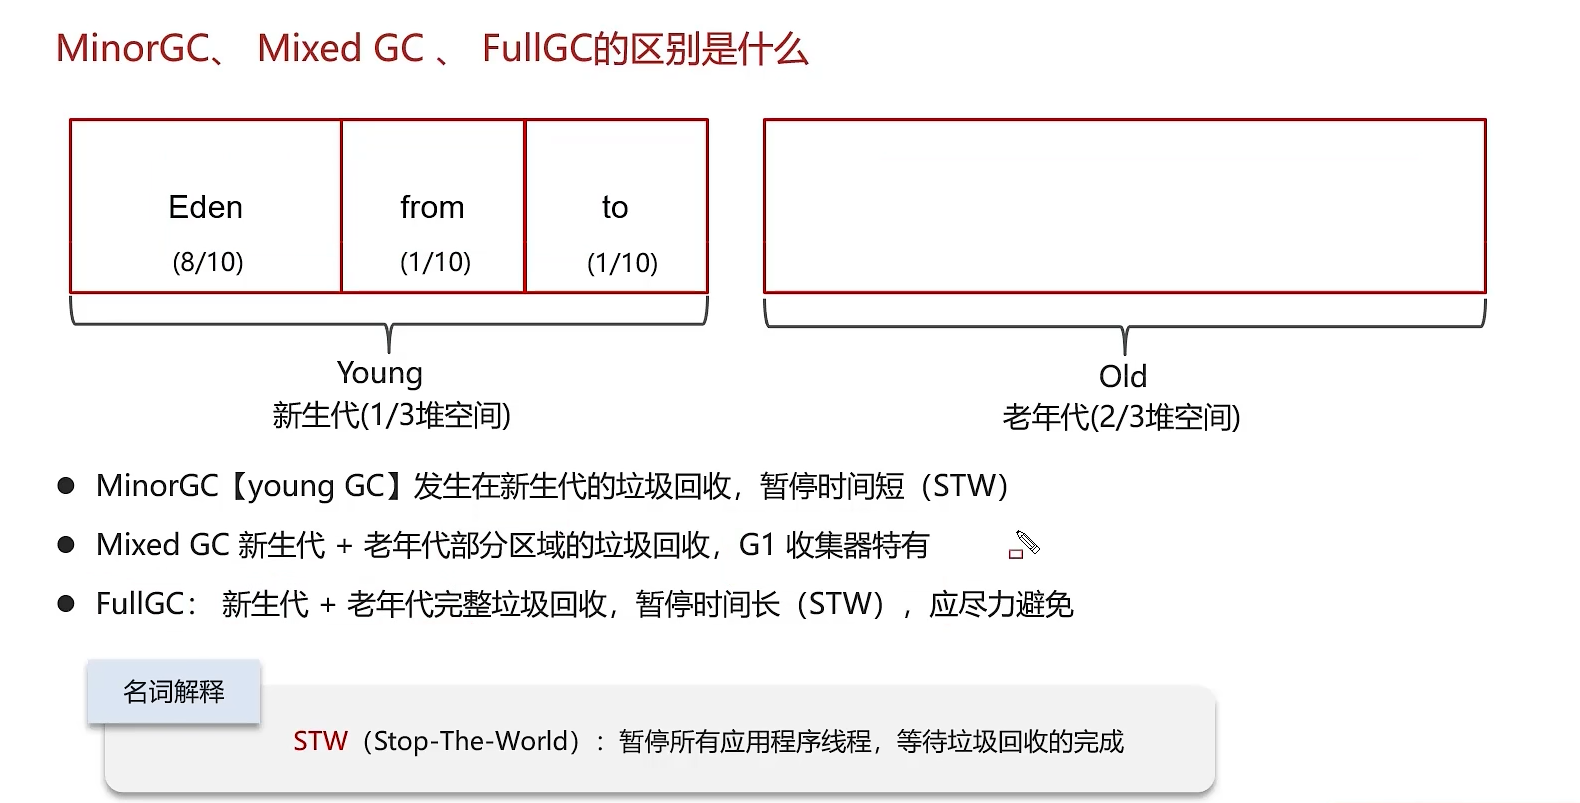 MinorGC、 Mixed GC 、 FullGC的区别是什么
Eden from to
(8/10) (1/10) (1/10)
Young
新生代(1/3堆空间)
Old
老年代(2/3堆空间)
● MinorGC【young GC】发生在新生代的垃圾回收，暂停时间短（STW）
● Mixed GC 新生代 + 老年代部分区域的垃圾回收，G1 收集器特有
● FullGC： 新生代 + 老年代完整垃圾回收，暂停时间长（STW），应尽力避免
名词解释
STW（Stop-The-World）：暂停所有应用程序线程，等待垃圾回收的完成